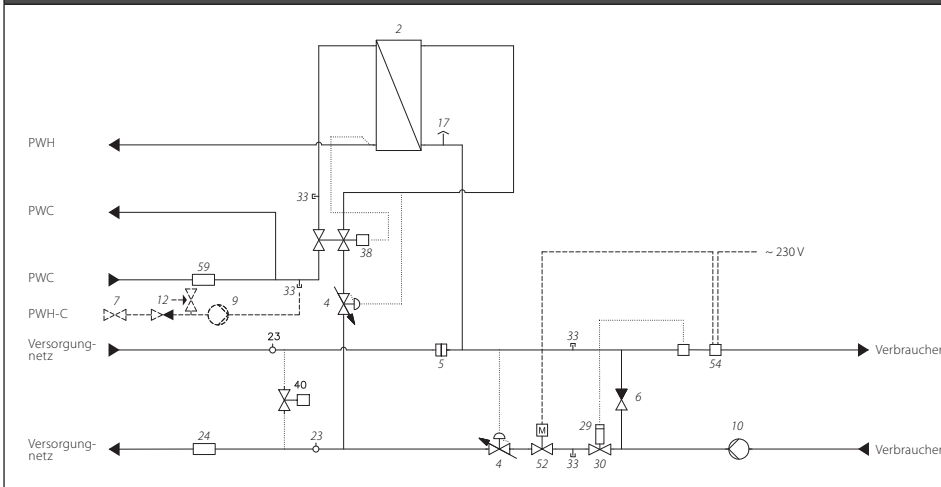 2
17
PWH
33
PWC
38
~ 230 V
PWC
59
33
7
12
9
4
PWH-C
Versorgung-
netz
23
5
33
54
Verbraucher
40
6
29
Versorgung-
netz
24
23
4
52
M
33
30
10
Verbraucher